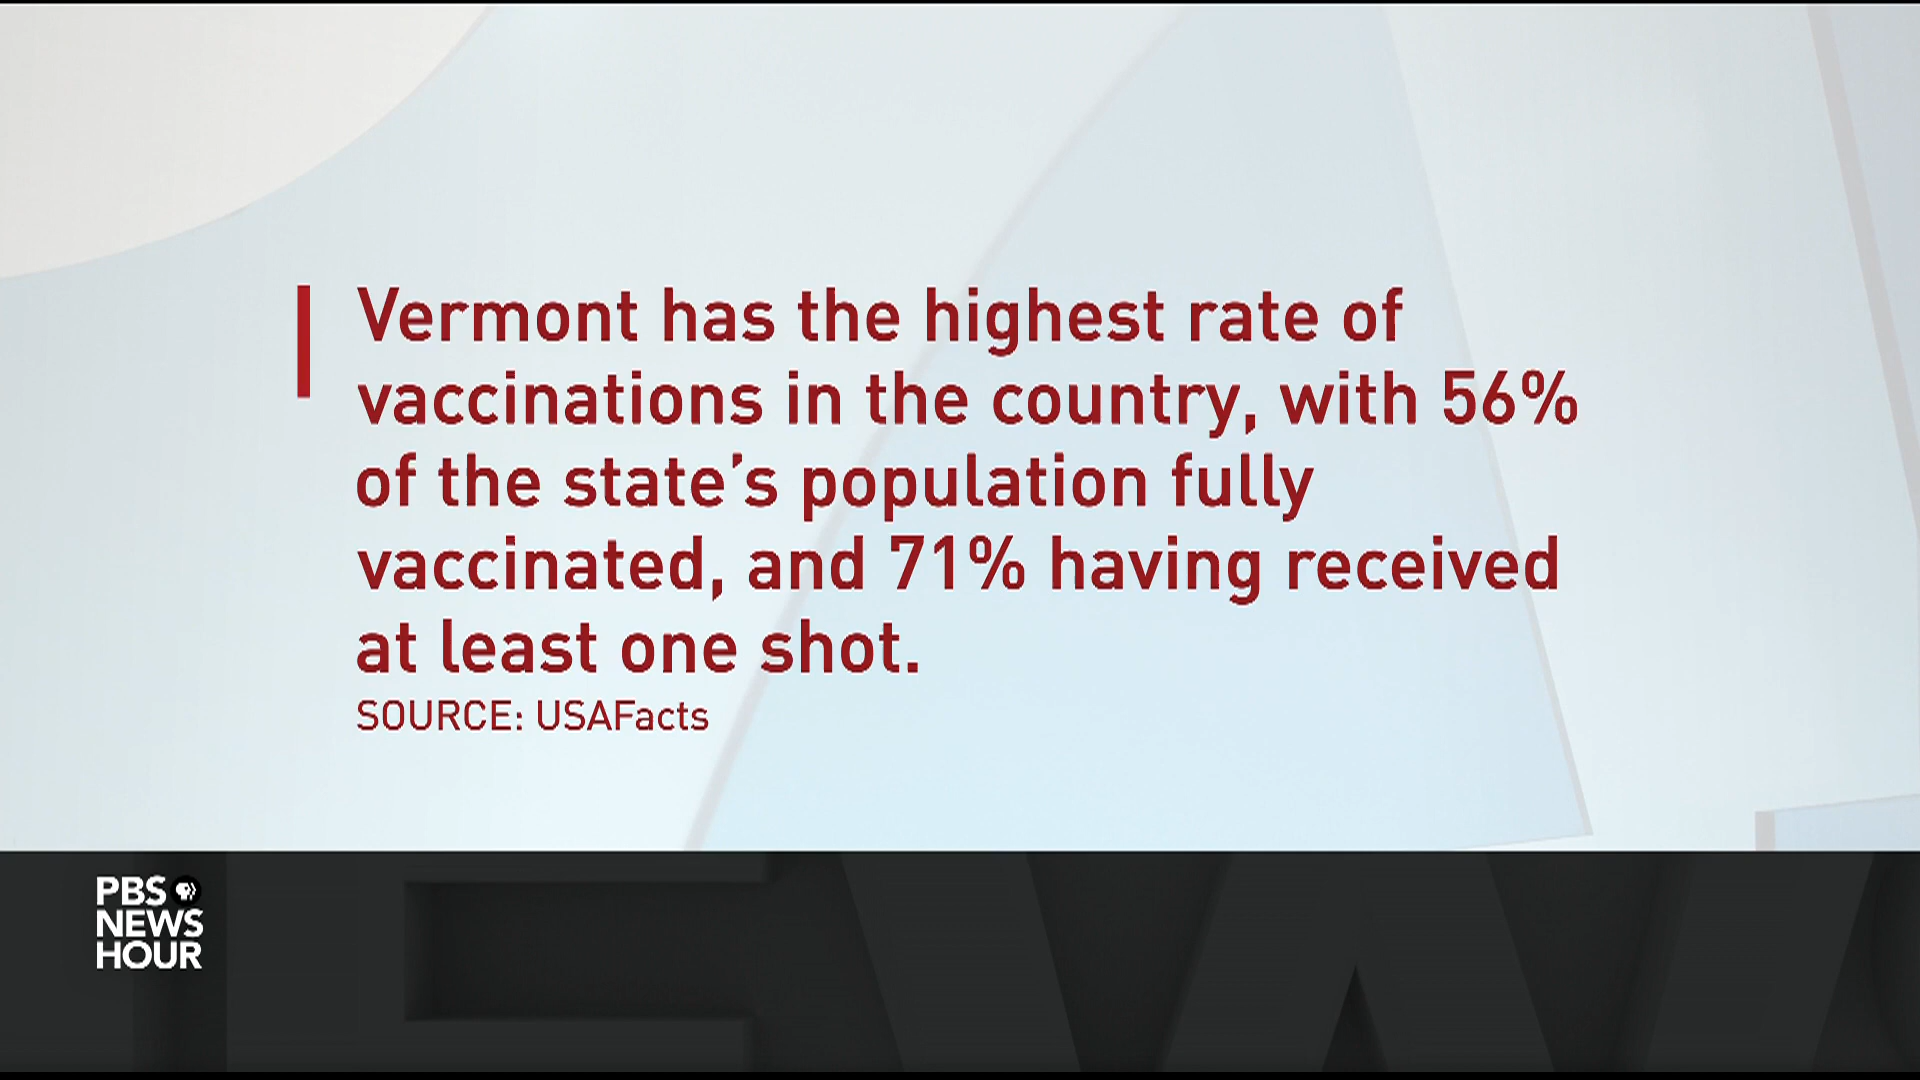 Vermont has the highest rate of
vaccinations in the country, with 56%
of the state's population fully
vaccinated, and 71% having received
at least one shot.
SOURCE: USAFacts
PBS
NEWS
HOUR